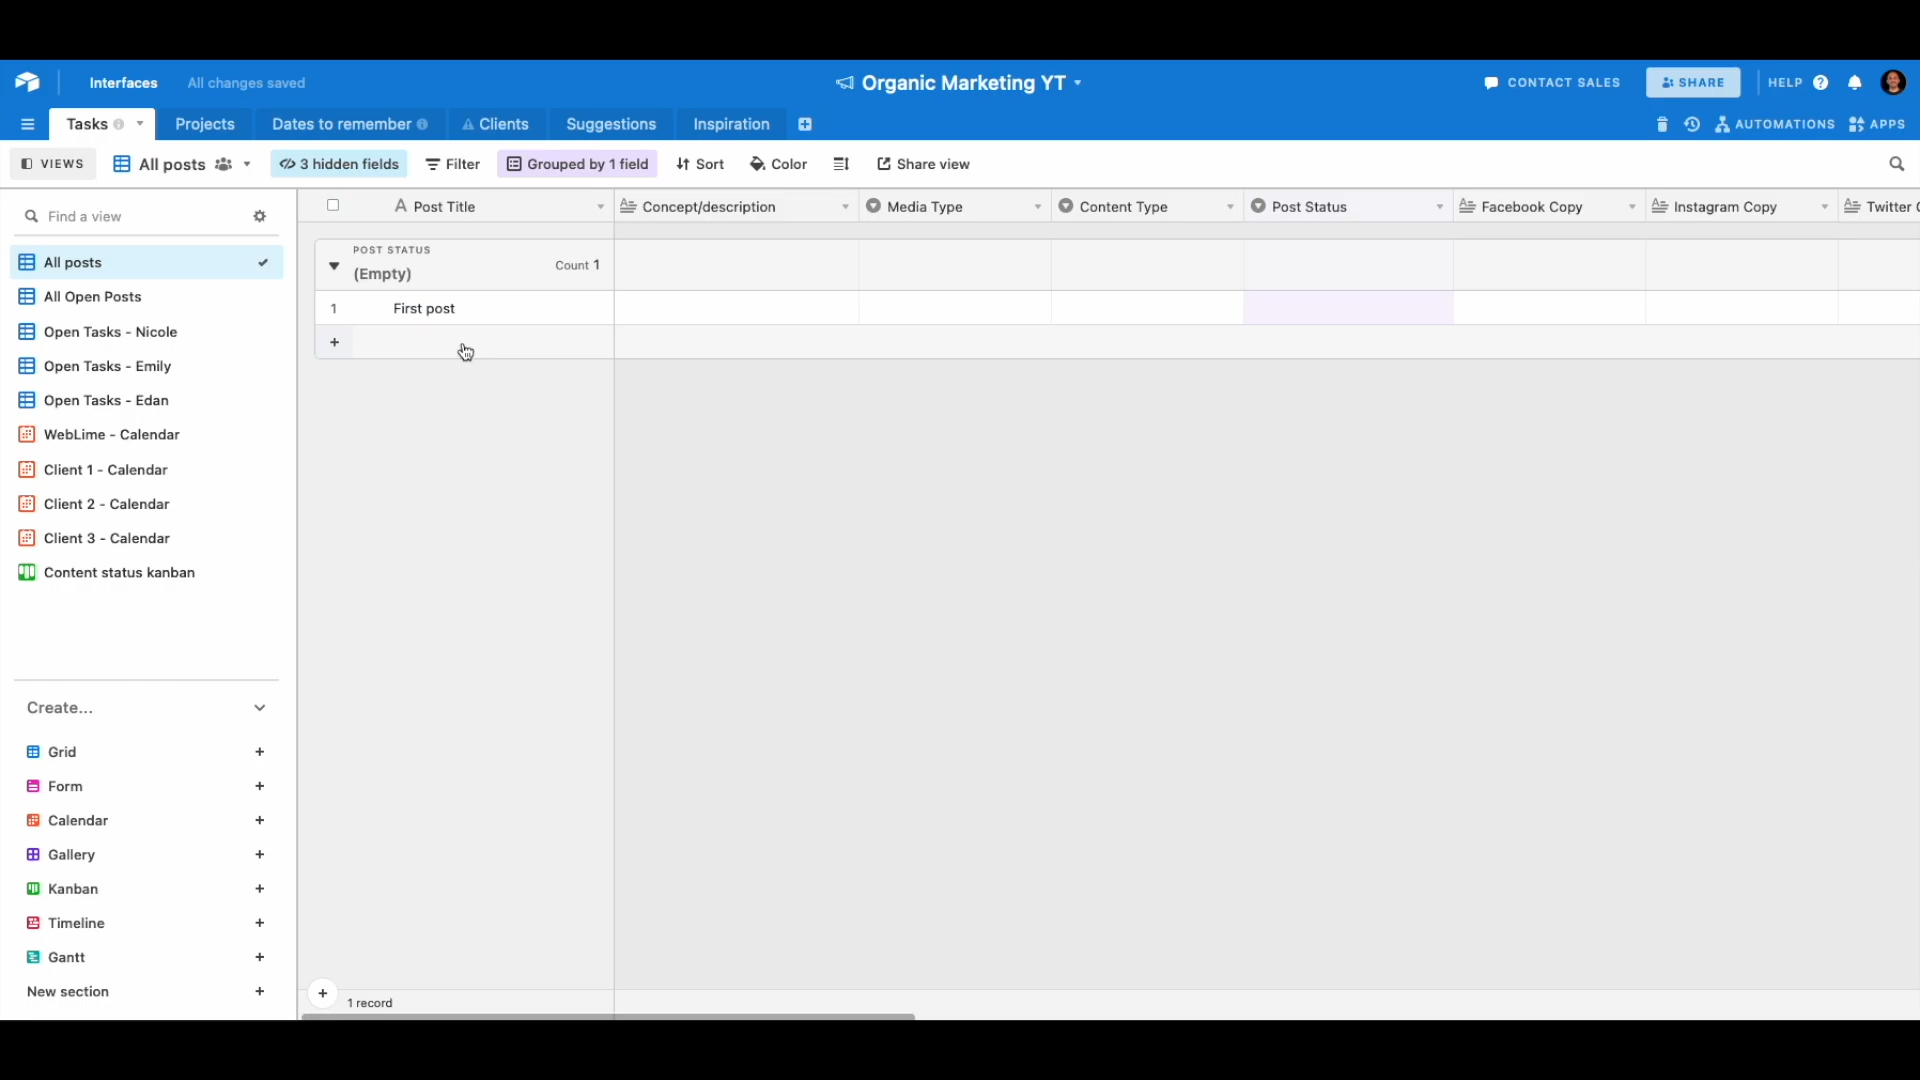 Interfaces
All changes saved
Organic Marketing YT
CONTACT SALES
SHARE
HELP
Tasks
Projects
Dates to remember
Clients
Suggestions
Inspiration
AUTOMATIONS
APPS
VIEWS
All posts
3 hidden fields
Filter
Grouped by 1 field
Sort
Color
Share view
Find a view
All posts
All Open Posts
Open Tasks - Nicole
Open Tasks - Emily
Open Tasks - Edan
WebLime - Calendar
Client 1 - Calendar
Client 2 - Calendar
Client 3 - Calendar
Content status kanban
Create...
Grid
Form
Calendar
Gallery
Kanban
Timeline
Gantt
New section
Post Title
Concept/description
Media Type
Content Type
Post Status
Facebook Copy
Instagram Copy
Twitter C
POST STATUS
(Empty)
Count 1
1 First post
1 record